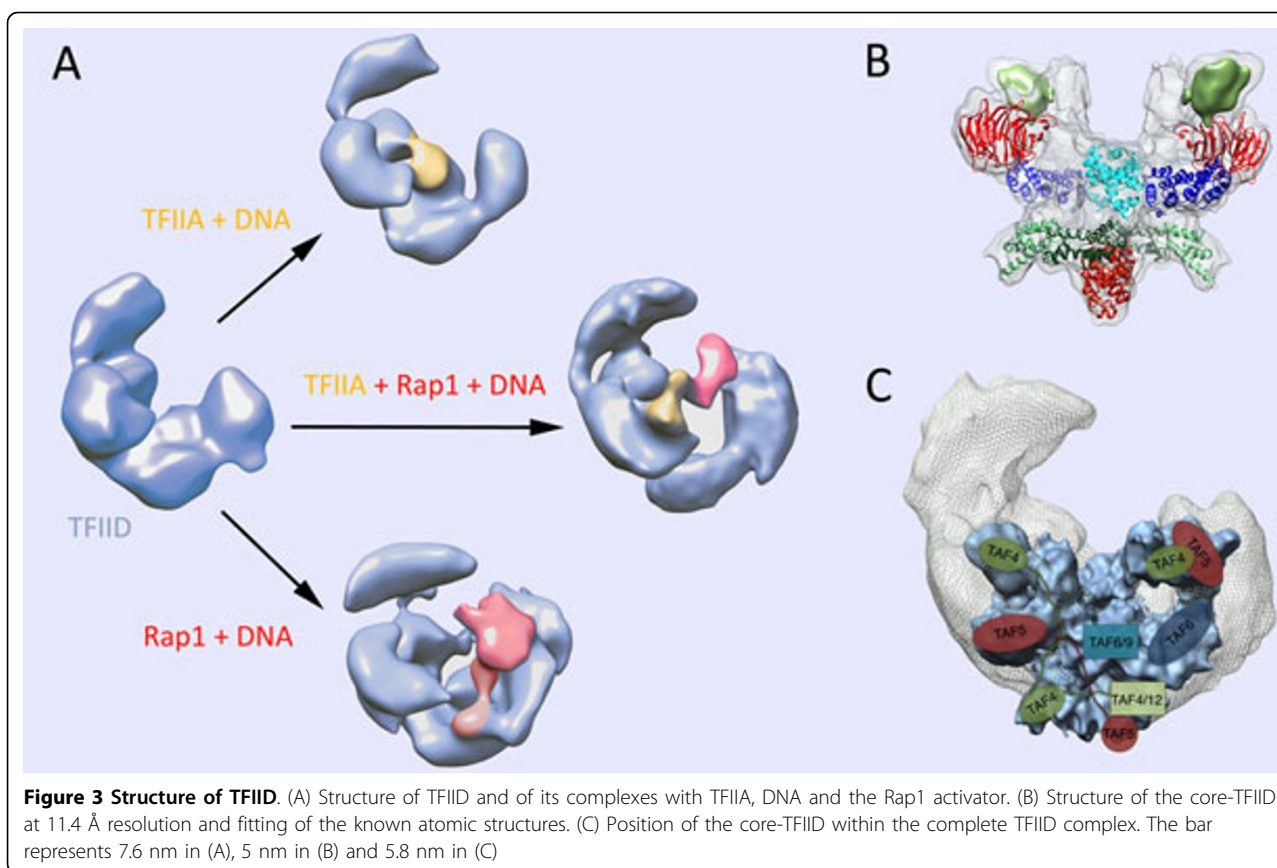 A
B
TFIIA + DNA
TFIIA + Rap1 + DNA
TFIID
Rap1 + DNA
C
TAF4
TAF4
TAF5
TAF5
TAF6/9
TAF6
TAF4
TAF4/12
TAF5
Figure 3 Structure of TFIID. (A) Structure of TFIID and of its complexes with TFIIA, DNA and the Rap1 activator. (B) Structure of the core-TFIID
at 11.4 Å resolution and fitting of the known atomic structures. (C) Position of the core-TFIID within the complete TFIID complex. The bar
represents 7.6 nm in (A), 5 nm in (B) and 5.8 nm in (C)